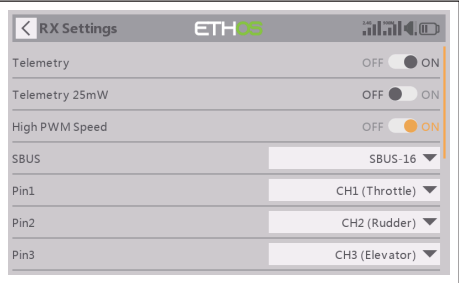 RX Settings ETHOS
Telemetry OFF ON
Telemetry 25mW OFF ON
High PWM Speed OFF ON
SBUS SBUS-16
Pin1 CH1 (Throttle)
Pin2 CH2 (Rudder)
Pin3 CH3 (Elevator)